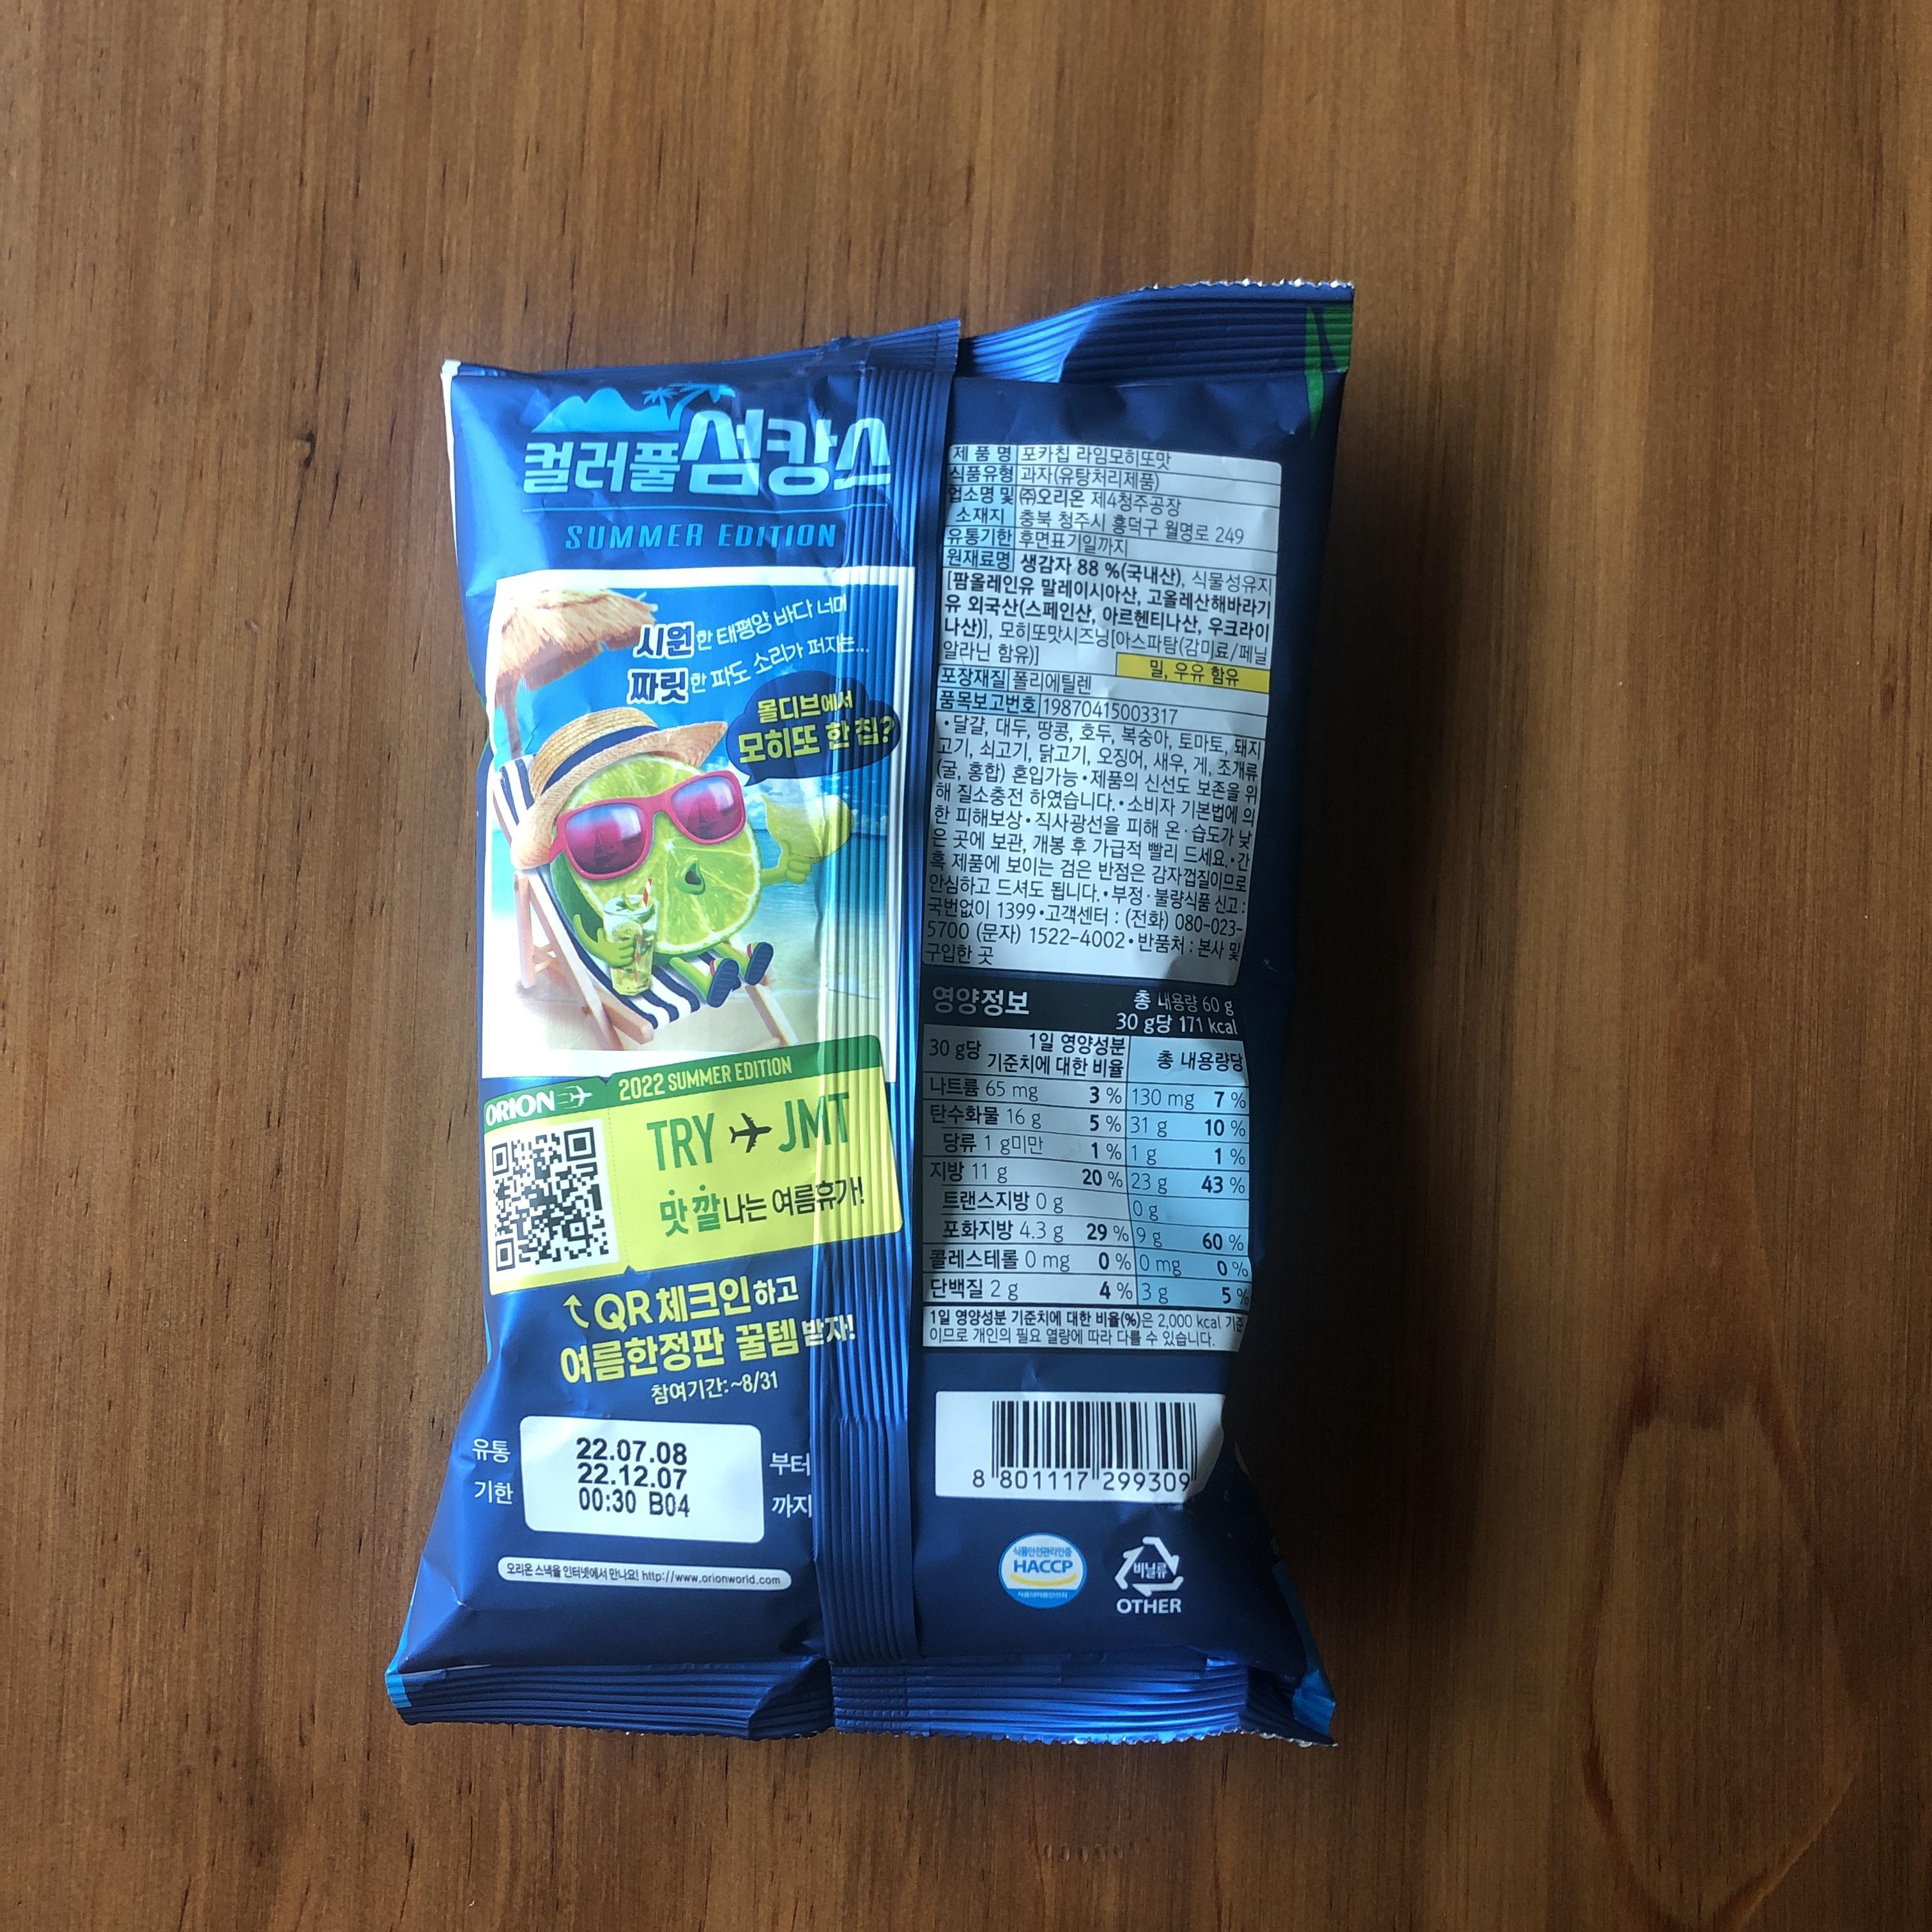 컬러풀섬캉스
SUMMER EDITION
시원한 태평양 바다 너머
짜릿한 파도 소리가 퍼지는...
몰디브에서
모히또 한 칩?
ORION
2022 SUMMER EDITION
TRY JMT
맛깔나는 여름휴가!
QR 체크인하고
여름한정판 꿀템 받자!
참여기간:~8/31
유통 22.07.08 부터
22.12.07
기한 00:30 B04 까지
오리온 스낵을 인터넷에서 만나요! http://www.orionworld.com
제 품 명 포카칩 라임모히또맛
식품유형 과자(유탕처리제품)
업소명 및 ㈜오리온 제4청주공장
소재지 충북 청주시 흥덕구 월명로 249
유통기한 후면표기일까지
원재료명 생감자 88 %(국내산), 식물성유지
[팜올레인유 말레이시아산, 고올레산해바라기
유 외국산(스페인산, 아르헨티나산, 우크라이
나산)], 모히또맛시즈닝[아스파탐(감미료/페닐
알라닌 함유)]
밀, 우유 함유
포장재질 폴리에틸렌
품목보고번호 19870415003317
•달걀, 대두, 땅콩, 호두, 복숭아, 토마토, 돼지
고기, 쇠고기, 닭고기, 오징어, 새우, 게, 조개류
(굴, 홍합) 혼입가능•제품의 신선도 보존을 위
해 질소충전 하였습니다.•소비자 기본법에 의
한 피해보상•직사광선을 피해 온·습도가 낮
은 곳에 보관, 개봉 후 가급적 빨리 드세요.•간
혹 제품에 보이는 검은 반점은 감자껍질이므로
안심하고 드셔도 됩니다.•부정·불량식품 신고 :
국번없이 1399•고객센터 : (전화) 080-023-
5700 (문자) 1522-4002•반품처 : 본사 및
구입한 곳
영양정보 총 내용량 60 g
30 g당 171 kcal
30 g당 1일 영양성분
기준치에 대한 비율 총 내용량당
나트륨 65 mg 3 % 130 mg 7 %
탄수화물 16 g 5 % 31 g 10 %
당류 1 g미만 1 % 1 g 1 %
지방 11 g 20 % 23 g 43 %
트랜스지방 0 g 0 g
포화지방 4.3 g 29 % 9 g 60 %
콜레스테롤 0 mg 0 % 0 mg 0 %
단백질 2 g 4 % 3 g 5 %
1일 영양성분 기준치에 대한 비율(%)은 2,000 kcal 기준
이므로 개인의 필요 열량에 따라 다를 수 있습니다.
8 801117 299309
식품안전관리인증
HACCP
식품의약품안전처
비닐류
OTHER